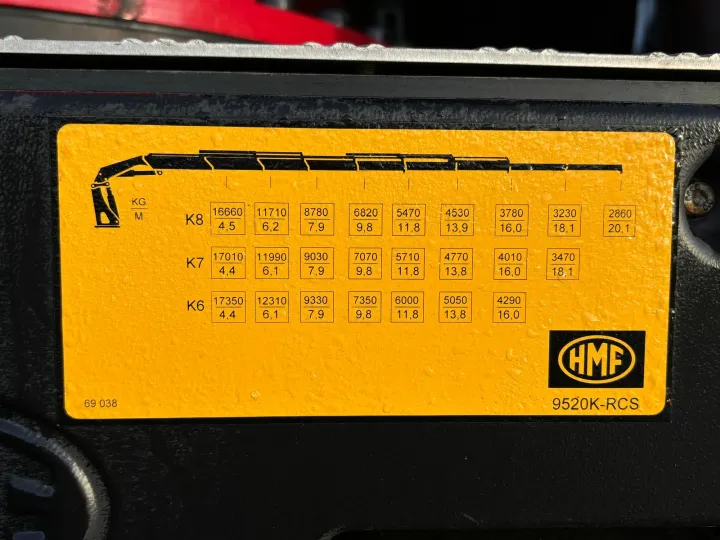 KG
M
K8 16660 11710 8780 6820 5470 4530 3780 3230 2860
4,5 6,2 7,9 9,8 11,8 13,9 16,0 18,1 20,1
K7 17010 11990 9030 7070 5710 4770 4010 3470
4,4 6,1 7,9 9,8 11,8 13,8 16,0 18,1
K6 17350 12310 9330 7350 6000 5050 4290
4,4 6,1 7,9 9,8 11,8 13,8 16,0
HMF
69 038
9520K-RCS